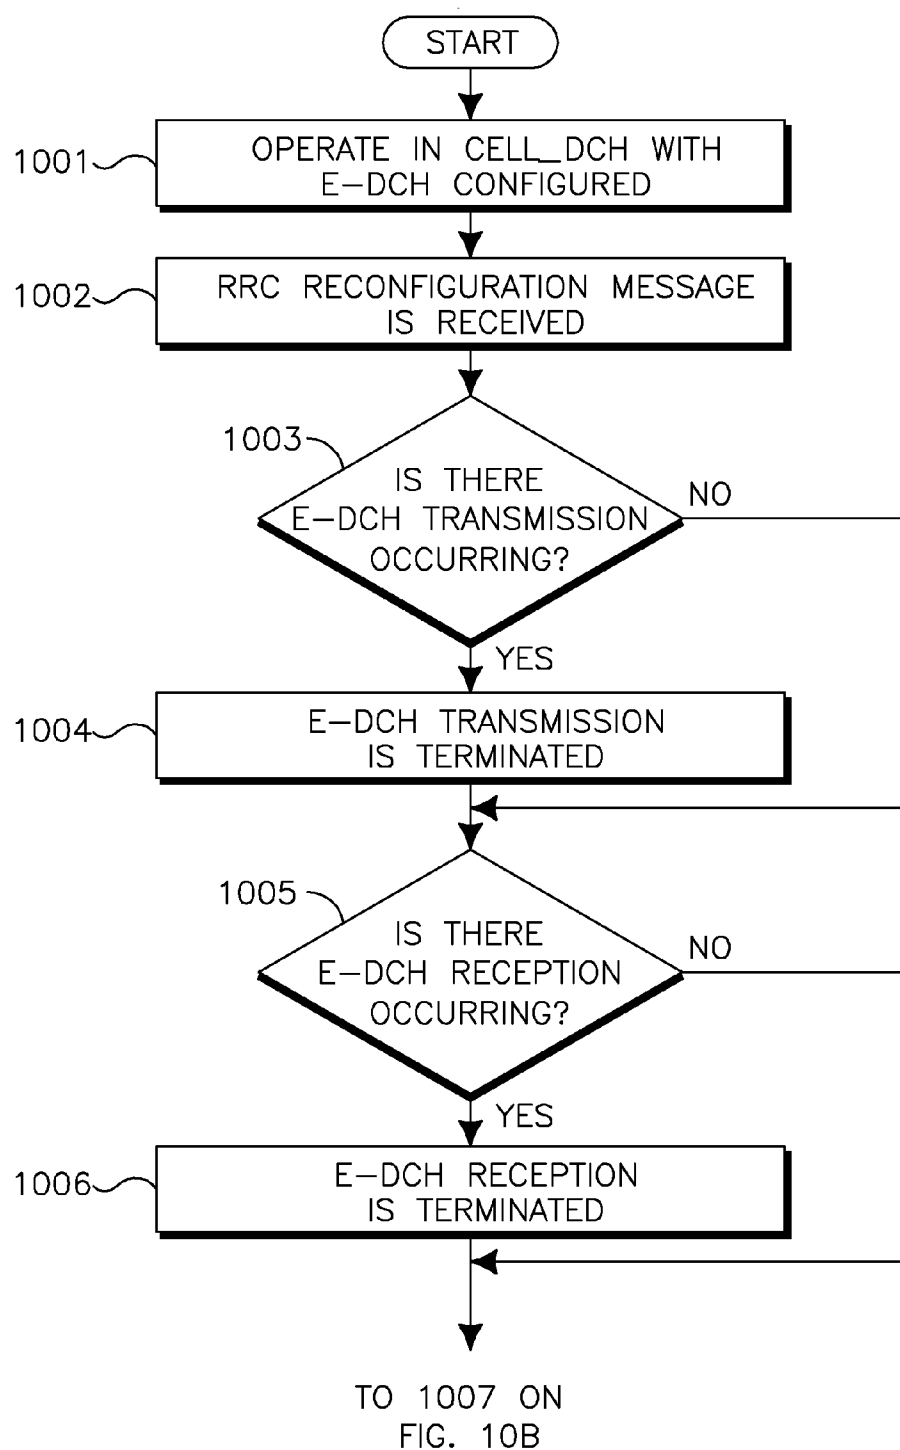 START
1001
OPERATE IN CELL_DCH WITH
E-DCH CONFIGURED
1002
RRC RECONFIGURATION MESSAGE
IS RECEIVED
1003
IS THERE
E-DCH TRANSMISSION
OCCURRING?
NO
YES
1004
E-DCH TRANSMISSION
IS TERMINATED
1005
IS THERE
E-DCH RECEPTION
OCCURRING?
NO
YES
1006
E-DCH RECEPTION
IS TERMINATED
TO 1007 ON
FIG. 10B